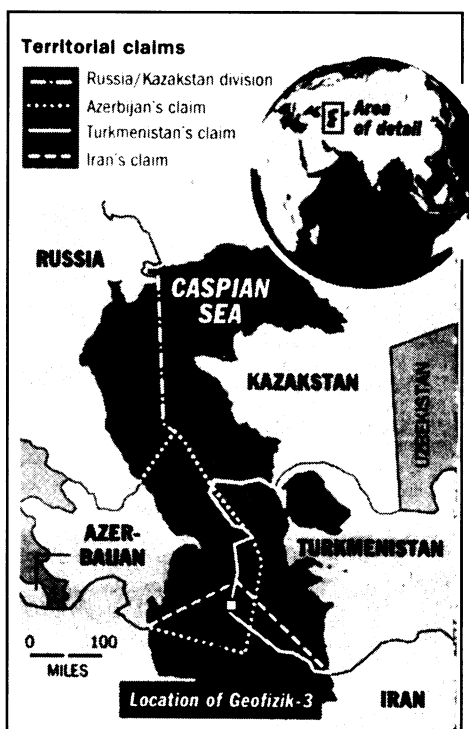 Territorial claims
Russia/Kazakstan division
Azerbijan's claim
Turkmenistan's claim
Iran's claim
Area
of detail
RUSSIA
CASPIAN
SEA
KAZAKSTAN
UZBEKISTAN
AZER-
BAIJAN
TURKMENISTAN
0 100
MILES
Location of Geofizik-3
IRAN